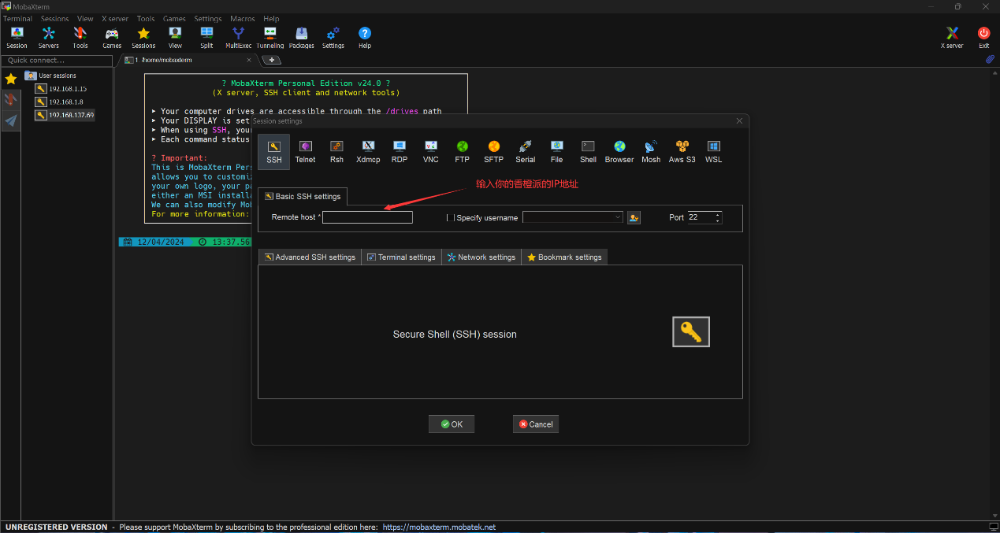 MobaXterm
Terminal Sessions View X server Tools Games Settings Macros Help
Session Servers Tools Games Sessions View Split MultiExec Tunneling Packages Settings Help X server Exit
Quick connect...
1. /home/mobaxterm
User sessions
192.168.1.15
192.168.1.8
192.168.137.69
? MobaXterm Personal Edition v24.0 ?
(X server, SSH client and network tools)
▸ Your computer drives are accessible through the /drives path
▸ Your DISPLAY is set
▸ When using SSH, you
▸ Each command status
? Important:
This is MobaXterm Pers
allows you to customiz
your own logo, your pa
either an MSI installa
We can also modify Mob
For more information:
12/04/2024 13:37.56
Session settings
SSH Telnet Rsh Xdmcp RDP VNC FTP SFTP Serial File Shell Browser Mosh Aws S3 WSL
输入你的香橙派的IP地址
Basic SSH settings
Remote host * Specify username Port 22
Advanced SSH settings Terminal settings Network settings Bookmark settings
Secure Shell (SSH) session
OK Cancel
UNREGISTERED VERSION - Please support MobaXterm by subscribing to the professional edition here: https://mobaxterm.mobatek.net